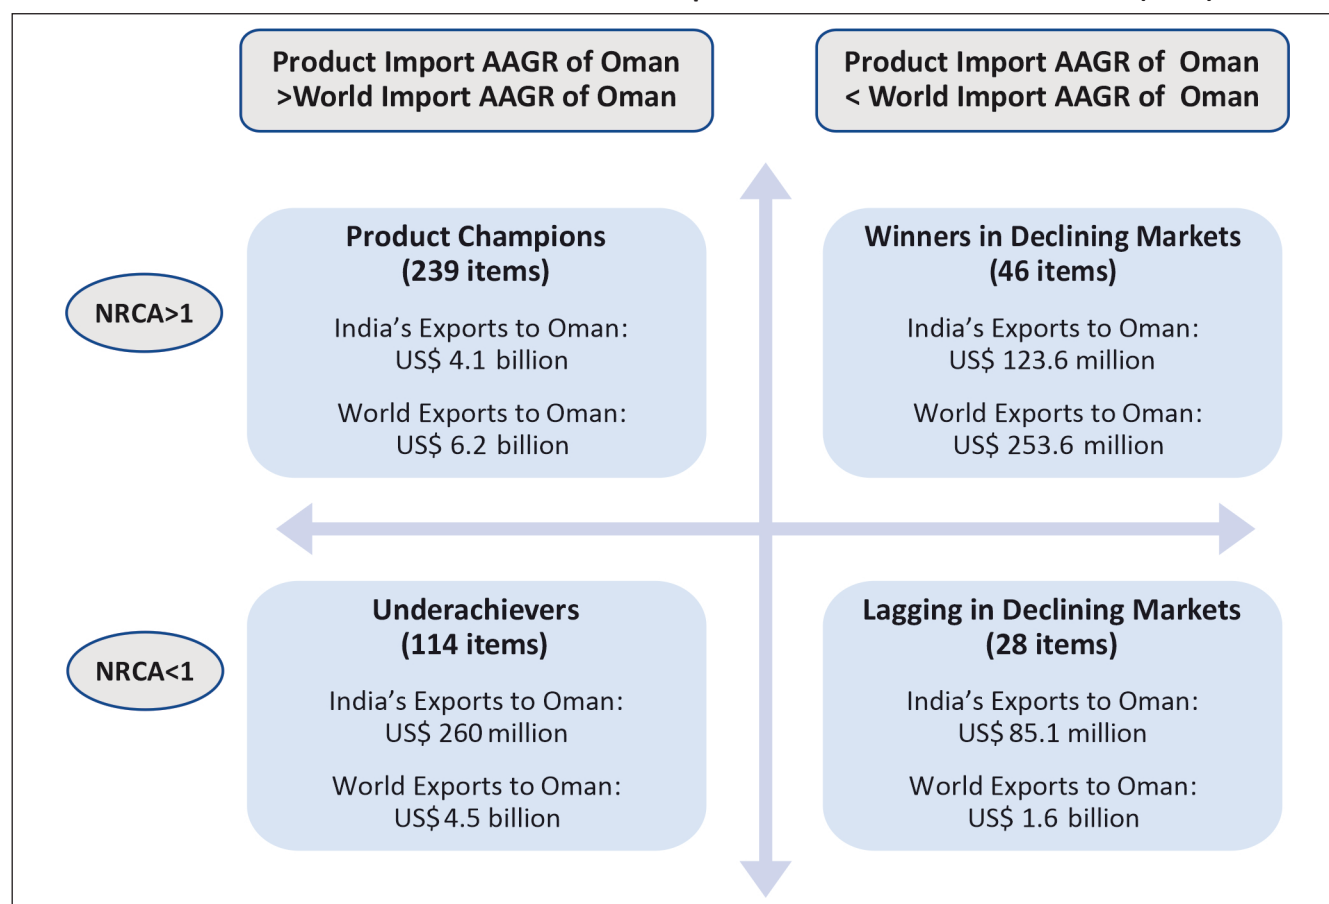 Product Import AAGR of Oman
>World Import AAGR of Oman
Product Import AAGR of Oman
< World Import AAGR of Oman
NRCA>1
Product Champions
(239 items)
India’s Exports to Oman:
US$ 4.1 billion
World Exports to Oman:
US$ 6.2 billion
Winners in Declining Markets
(46 items)
India’s Exports to Oman:
US$ 123.6 million
World Exports to Oman:
US$ 253.6 million
NRCA<1
Underachievers
(114 items)
India’s Exports to Oman:
US$ 260 million
World Exports to Oman:
US$ 4.5 billion
Lagging in Declining Markets
(28 items)
India’s Exports to Oman:
US$ 85.1 million
World Exports to Oman:
US$ 1.6 billion